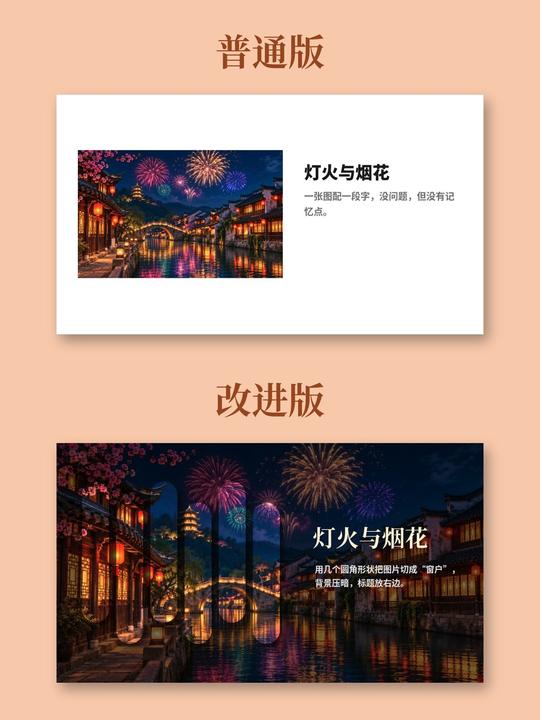 普通版
灯火与烟花
一张图配一段字，没问题，但没有记
忆点。
改进版
灯火与烟花
用几个圆角形状把图片切成“窗户”，
背景压暗，标题放右边。